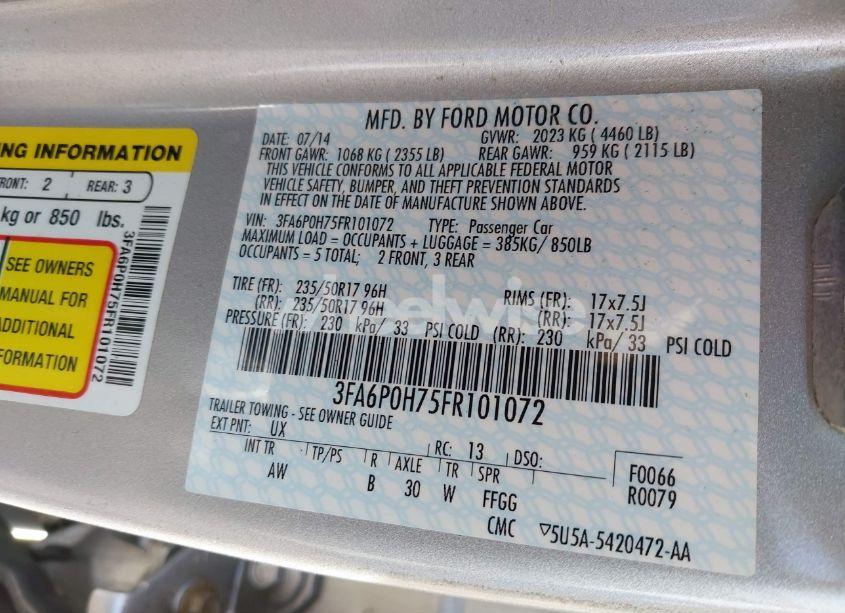 NG INFORMATION
FRONT: 2 REAR: 3
kg or 850 lbs.
SEE OWNERS
MANUAL FOR
ADDITIONAL
INFORMATION
3FA6P0H75FR101072
MFD. BY FORD MOTOR CO.
DATE: 07/14 GVWR: 2023 KG ( 4460 LB)
FRONT GAWR: 1068 KG ( 2355 LB) REAR GAWR: 959 KG ( 2115 LB)
THIS VEHICLE CONFORMS TO ALL APPLICABLE FEDERAL MOTOR
VEHICLE SAFETY, BUMPER, AND THEFT PREVENTION STANDARDS
IN EFFECT ON THE DATE OF MANUFACTURE SHOWN ABOVE.
VIN: 3FA6P0H75FR101072 TYPE: Passenger Car
MAXIMUM LOAD = OCCUPANTS + LUGGAGE = 385KG/ 850LB
OCCUPANTS = 5 TOTAL; 2 FRONT, 3 REAR
TIRE (FR): 235/50R17 96H RIMS (FR): 17x7.5J
(RR): 235/50R17 96H (RR): 17x7.5J
PRESSURE (FR): 230 kPa/ 33 PSI COLD (RR): 230 kPa/ 33 PSI COLD
3FA6P0H75FR101072
TRAILER TOWING - SEE OWNER GUIDE
EXT PNT: UX RC: 13 DSO: F0066
INT TR TP/PS R AXLE TR SPR R0079
AW B 30 W FFGG
CMC ▽5U5A-5420472-AA